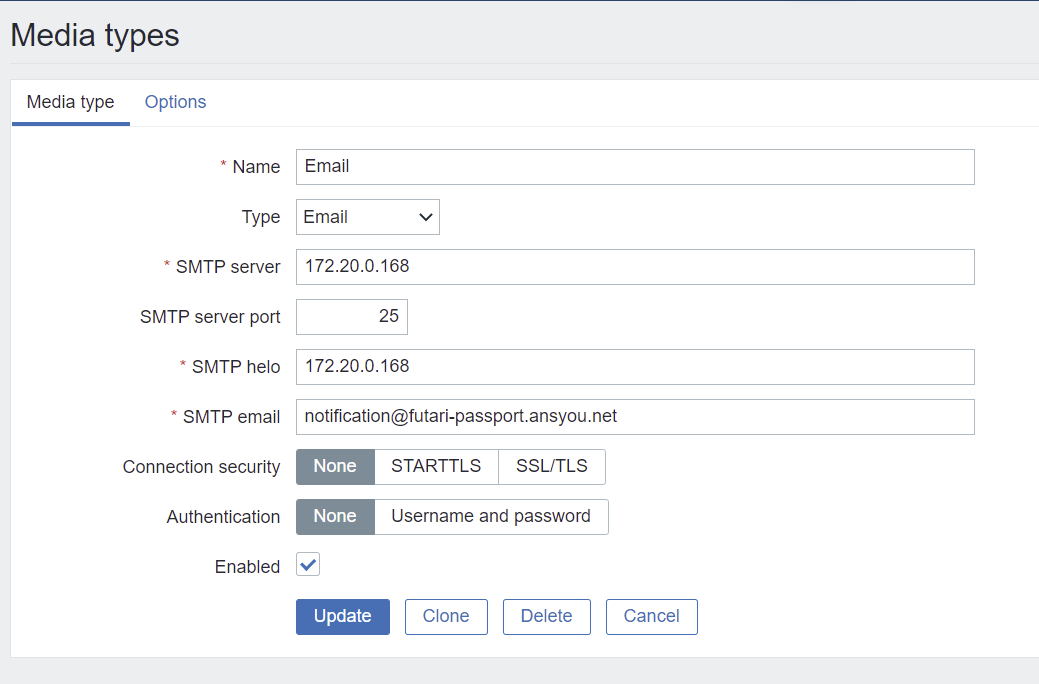 Media types
Media type Options
* Name Email
Type Email
* SMTP server 172.20.0.168
SMTP server port 25
* SMTP helo 172.20.0.168
* SMTP email notification@futari-passport.ansyou.net
Connection security None STARTTLS SSL/TLS
Authentication None Username and password
Enabled
Update Clone Delete Cancel